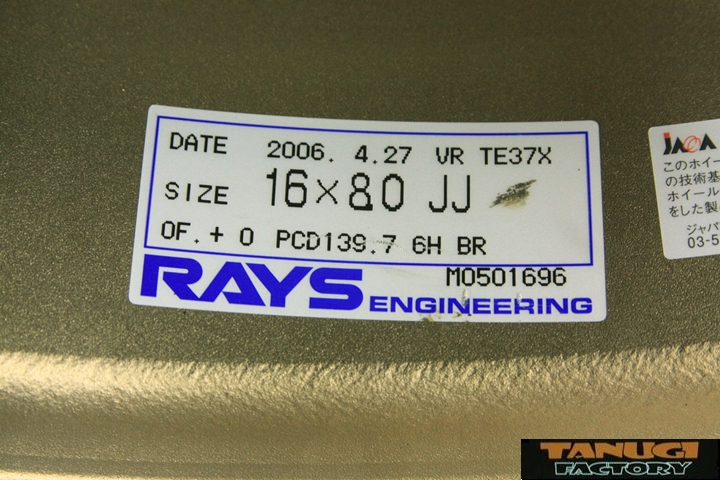 DATE 2006. 4.27 VR TE37X
SIZE 16×8.0 JJ
OF.+ 0 PCD139.7 6H BR
M0501696
RAYS ENGINEERING
JAWA
このホイー
の技術基
ホイール
をした製
ジャパ
03-5
TANUGI
FACTORY